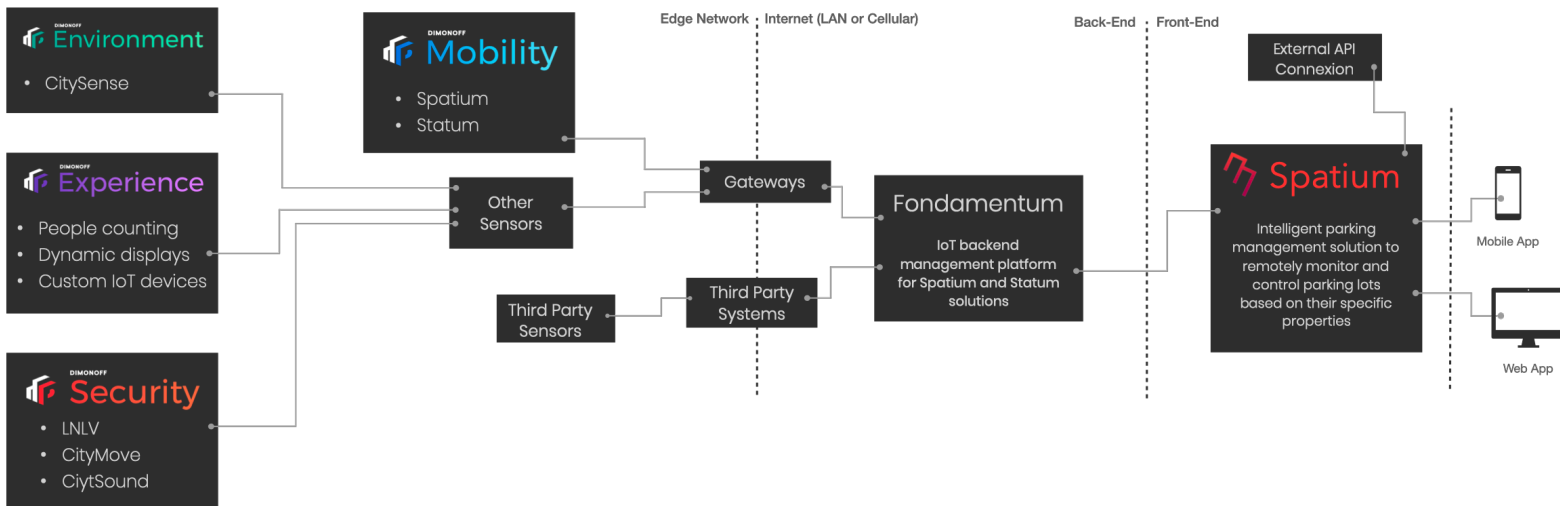 DIMONOFF
Environment
• CitySense
DIMONOFF
Experience
• People counting
• Dynamic displays
• Custom IoT devices
DIMONOFF
Security
• LNLV
• CityMove
• CiytSound
DIMONOFF
Mobility
• Spatium
• Statum
Other
Sensors
Third Party
Sensors
Edge Network
Internet (LAN or Cellular)
Gateways
Third Party
Systems
Fondamentum
IoT backend
management platform
for Spatium and Statum
solutions
Back-End
Front-End
External API
Connexion
Spatium
Intelligent parking
management solution to
remotely monitor and
control parking lots
based on their specific
properties
Mobile App
Web App